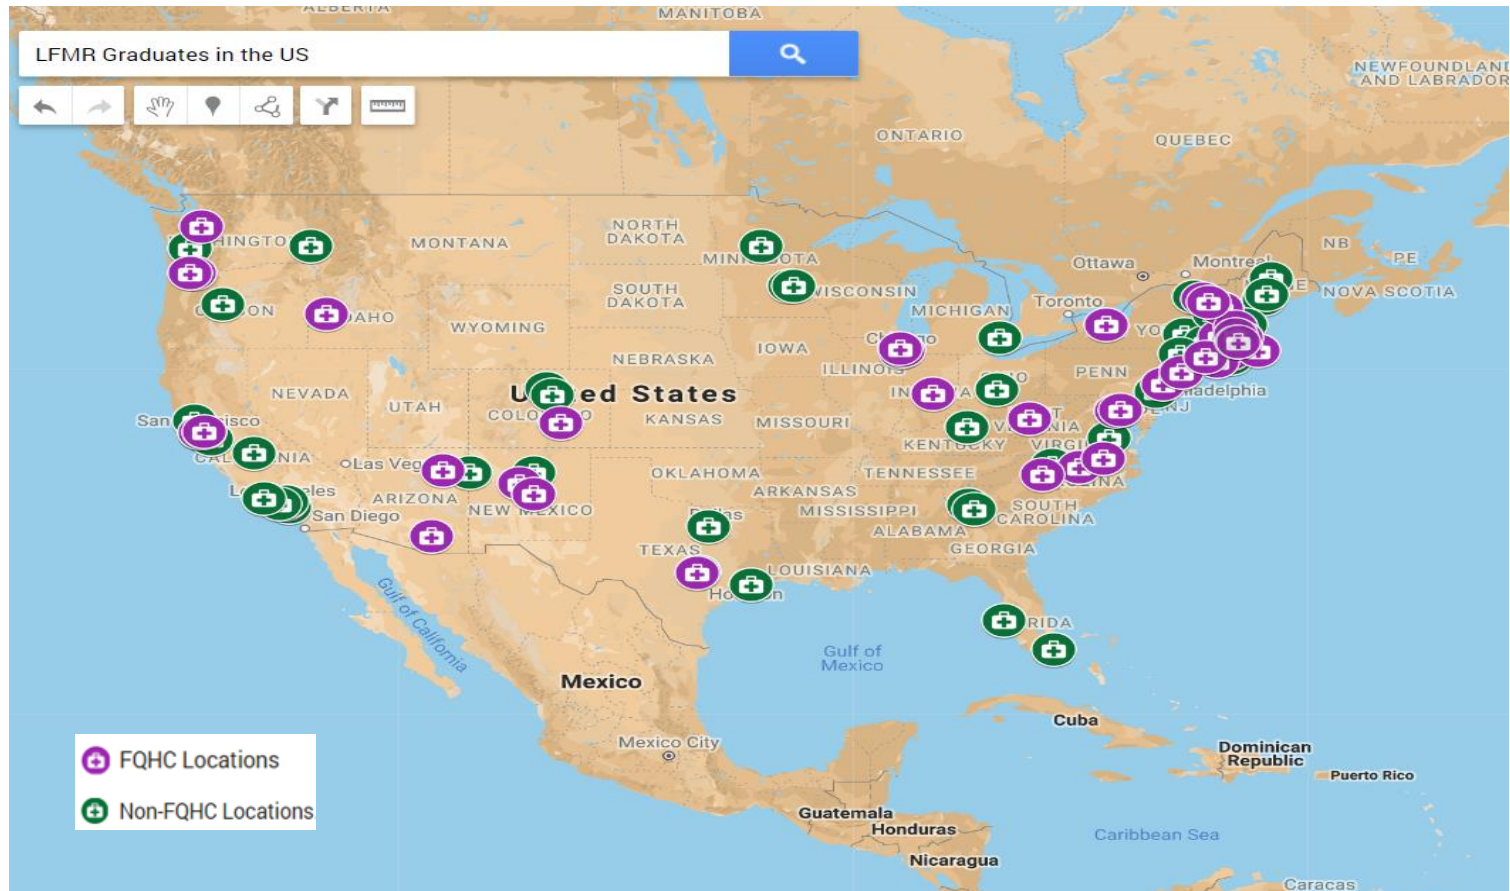 ALBERTA
MANITOBA
LFMR Graduates in the US
NEWFOUNDLAND
AND LABRADOR
ONTARIO
QUEBEC
NORTH
DAKOTA
MONTANA
NB
PE
Ottawa
Montreal
SOUTH
DAKOTA
WISCONSIN
NOVA SCOTIA
Toronto
MICHIGAN
WYOMING
IOWA
NEBRASKA
ILLINOIS
PENN
Philadelphia
NEVADA
UTAH
United States
KANSAS
MISSOURI
KENTUCKY
Las Vegas
OKLAHOMA
TENNESSEE
ARKANSAS
ARIZONA
NEW MEXICO
MISSISSIPPI
SOUTH
CAROLINA
San Diego
ALABAMA
GEORGIA
TEXAS
LOUISIANA
Houston
Gulf of California
Gulf of
Mexico
Mexico
Cuba
Mexico City
Dominican
Republic
Puerto Rico
FQHC Locations
Non-FQHC Locations
Guatemala
Honduras
Caribbean Sea
Nicaragua
Caracas